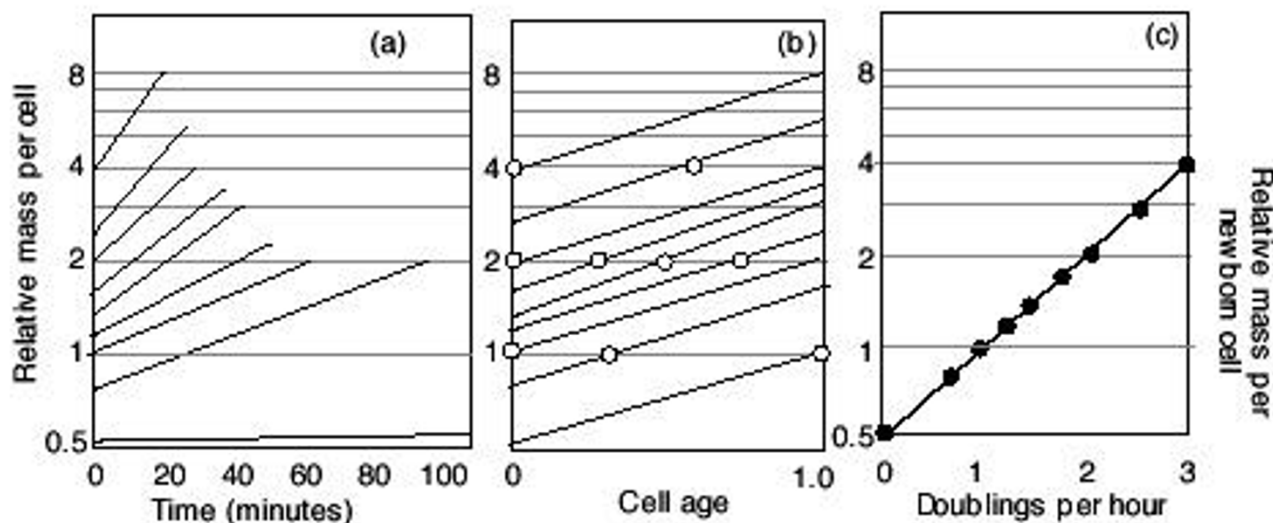 (a)
Relative mass per cell
8
4
2
1
0.5
0 20 40 60 80 100
Time (minutes)
(b)
8
4
2
1
0 1.0
Cell age
(c)
8
4
2
1
0.5
0 1 2 3
Doublings per hour
Relative mass per
newborn cell